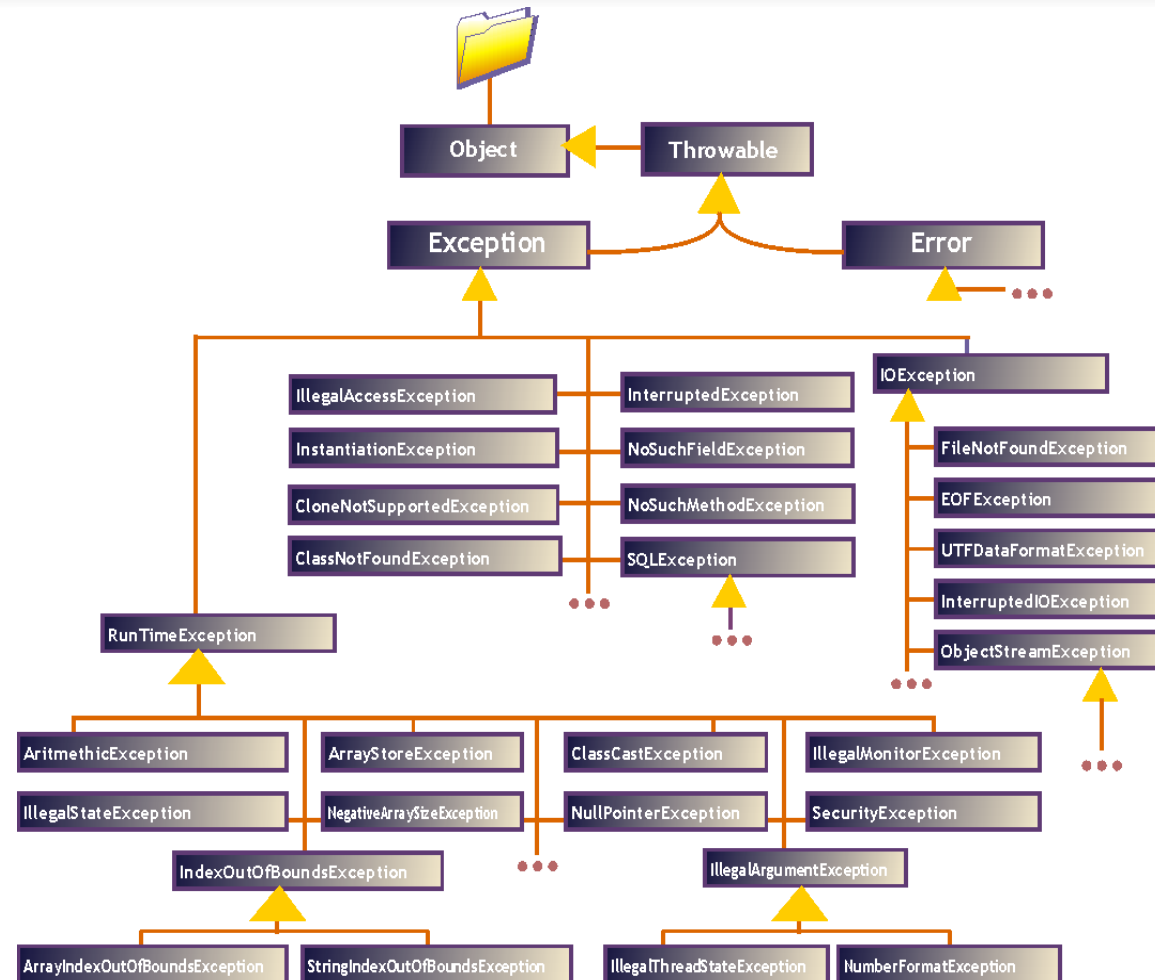 Object
Throwable
Exception
Error
IOException
IllegalAccessException
InterruptedException
InstantiationException
NoSuchFieldException
FileNotFoundException
CloneNotSupportedException
NoSuchMethodException
EOFException
ClassNotFoundException
SQLException
UTFDataFormatException
InterruptedIOException
RunTimeException
ObjectStreamException
AritmethicException
ArrayStoreException
ClassCastException
IllegalMonitorException
IllegalStateException
NegativeArraySizeException
NullPointerException
SecurityException
IndexOutOfBoundsException
IllegalArgumentException
ArrayIndexOutOfBoundsException
StringIndexOutOfBoundsException
IllegalThreadStateException
NumberFormatException